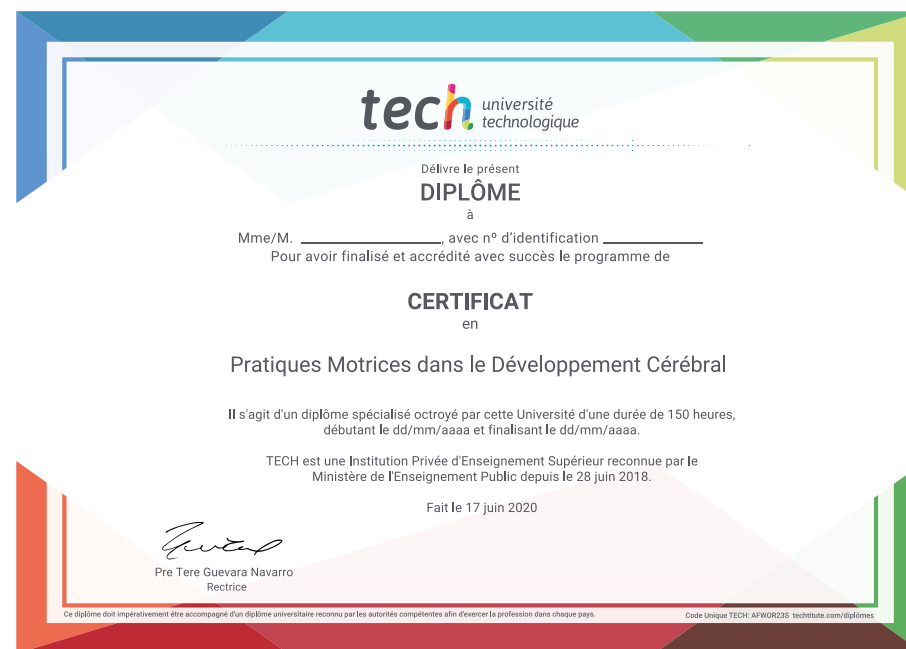 tech université
technologique
Délivre le présent
DIPLÔME
à
Mme/M. ____________________, avec nº d'identification ______________
Pour avoir finalisé et accrédité avec succès le programme de
CERTIFICAT
en
Pratiques Motrices dans le Développement Cérébral
Il s'agit d'un diplôme spécialisé octroyé par cette Université d'une durée de 150 heures,
débutant le dd/mm/aaaa et finalisant le dd/mm/aaaa.
TECH est une Institution Privée d'Enseignement Supérieur reconnue par le
Ministère de l'Enseignement Public depuis le 28 juin 2018.
Fait le 17 juin 2020
Pre Tere Guevara Navarro
Rectrice
Ce diplôme doit impérativement être accompagné d'un diplôme universitaire reconnu par les autorités compétentes afin d'exercer la profession dans chaque pays.
Code Unique TECH: AFWOR23S techtitute.com/diplômes